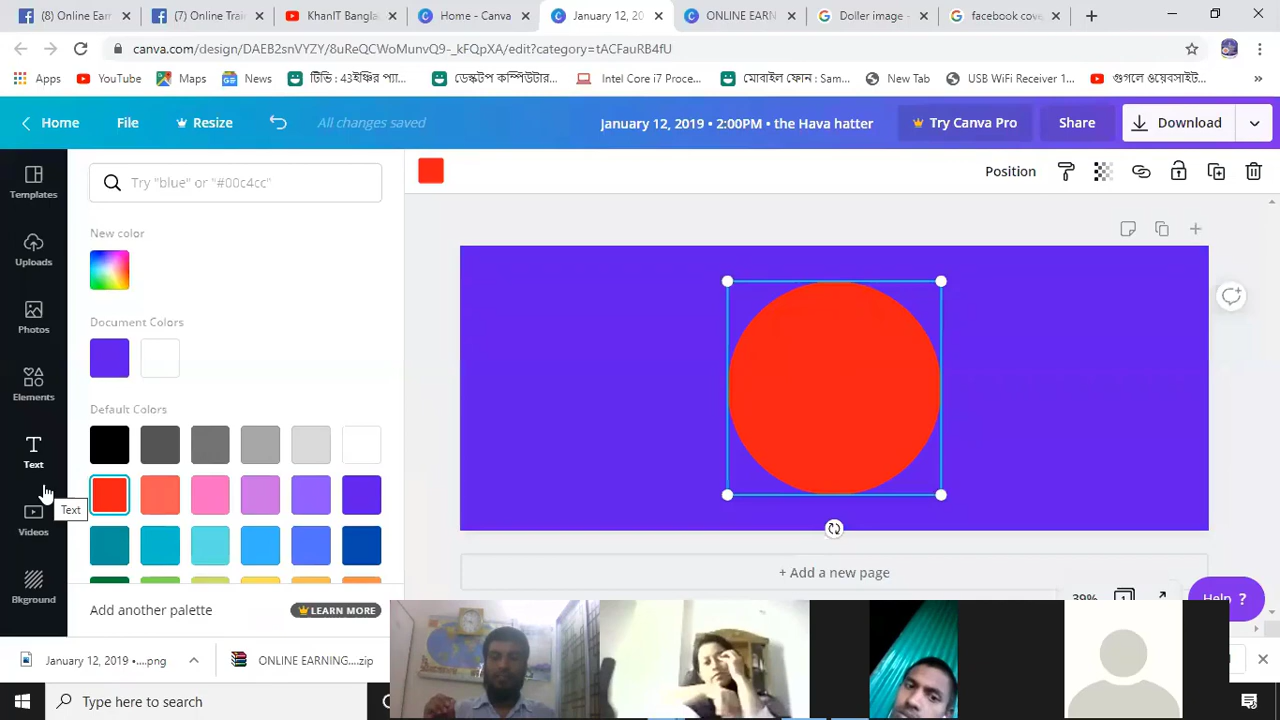 (8) Online Earn
(7) Online Trai
KhanIT Bangla
Home - Canva
January 12, 20
ONLINE EARN
Doller image -
facebook cove
canva.com/design/DAEB2snVYZY/8uReQCWoMunvQ9-_kFQpXA/edit?category=tACFauRB4fU
Apps
YouTube
Maps
News
টিভি : 43ইঞ্চির প্যা...
ডেস্কটপ কম্পিউটার...
Intel Core i7 Proce...
মোবাইল ফোন : Sam...
New Tab
USB WiFi Receiver 1...
গুগলে ওয়েবসাইট...
»
Home
File
Resize
All changes saved
January 12, 2019 • 2:00PM • the Hava hatter
Try Canva Pro
Share
Download
Templates
Uploads
Photos
Elements
Text
Videos
Bkground
Text
Try "blue" or "#00c4cc"
New color
Document Colors
Default Colors
Add another palette
LEARN MORE
Position
+ Add a new page
39%
1
Help ?
January 12, 2019 •....png
ONLINE EARNING....zip
Type here to search